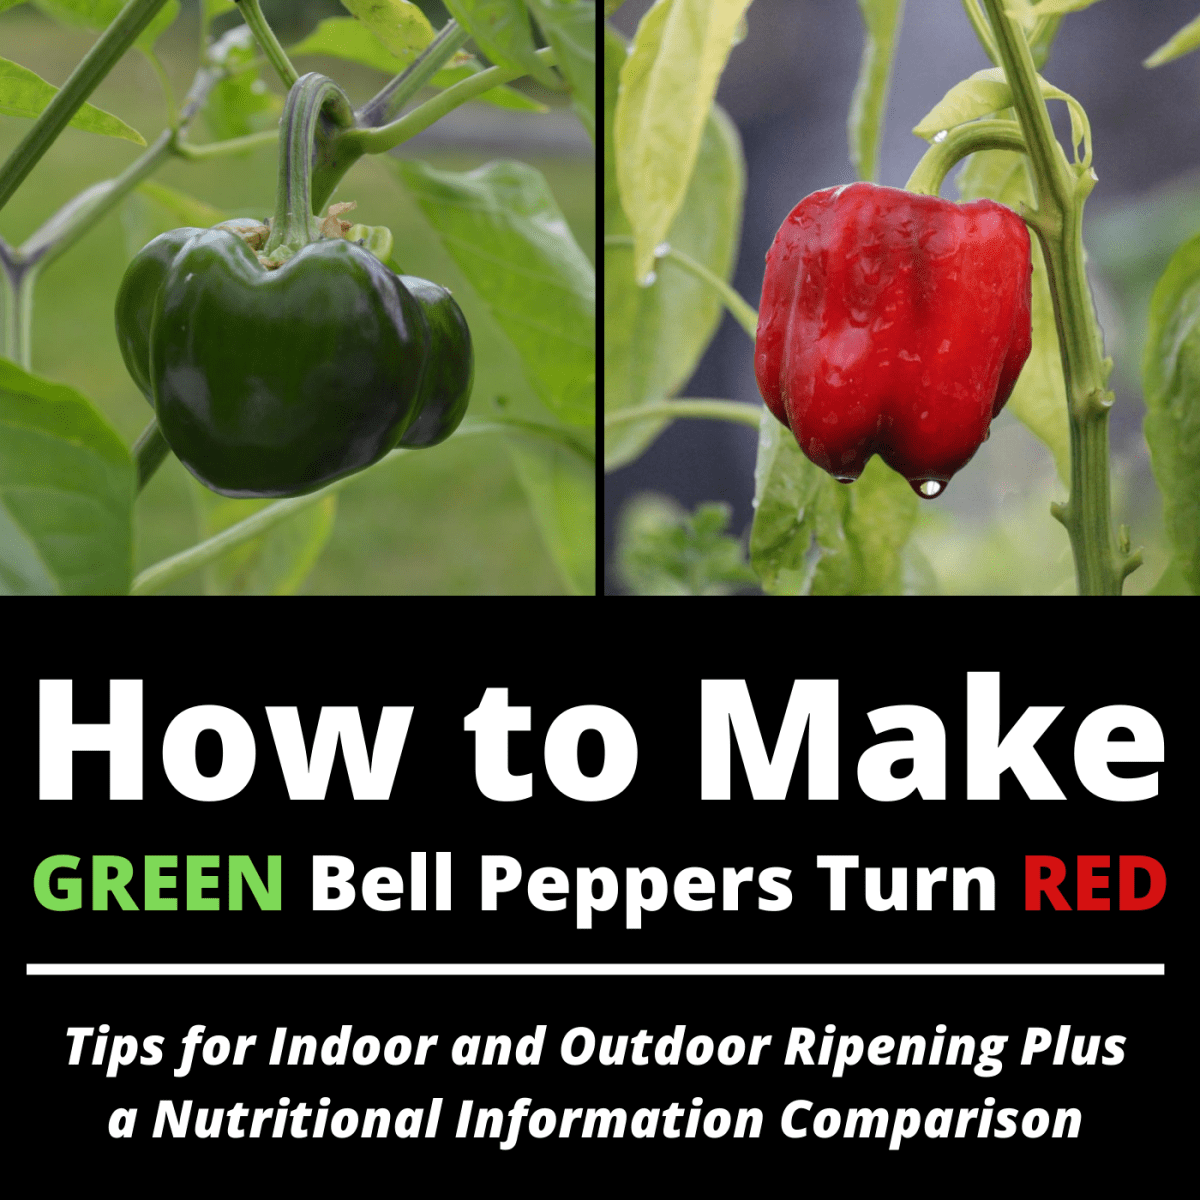 How to Make
GREEN Bell Peppers Turn RED
Tips for Indoor and Outdoor Ripening Plus
a Nutritional Information Comparison